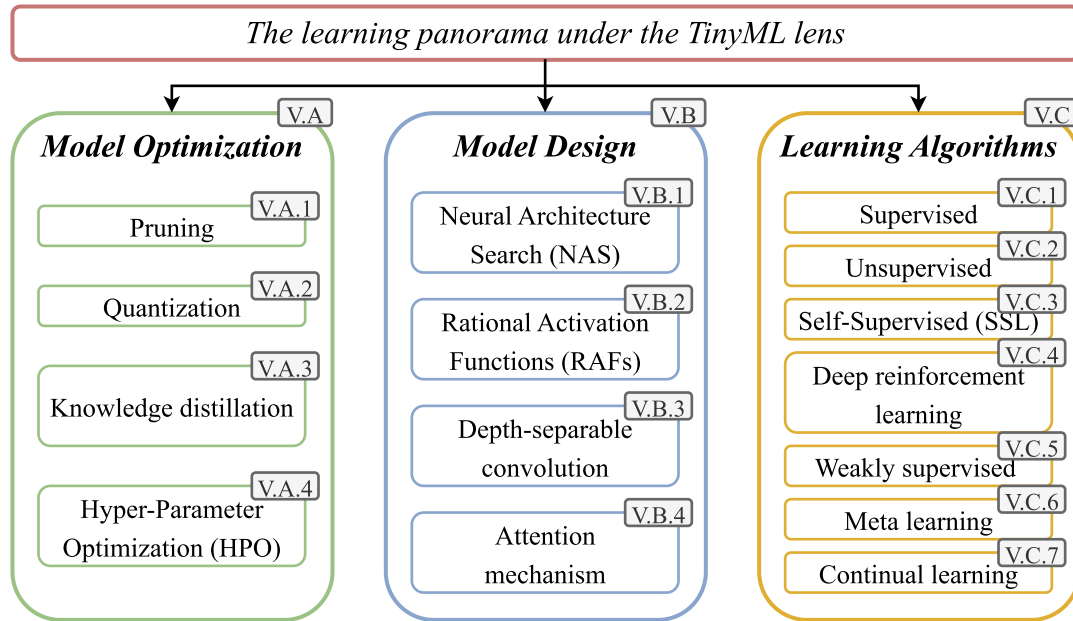 The learning panorama under the TinyML lens
V.A
Model Optimization
V.A.1
Pruning
V.A.2
Quantization
V.A.3
Knowledge distillation
V.A.4
Hyper-Parameter
Optimization (HPO)
V.B
Model Design
V.B.1
Neural Architecture
Search (NAS)
V.B.2
Rational Activation
Functions (RAFs)
V.B.3
Depth-separable
convolution
V.B.4
Attention
mechanism
V.C
Learning Algorithms
V.C.1
Supervised
V.C.2
Unsupervised
V.C.3
Self-Supervised (SSL)
V.C.4
Deep reinforcement
learning
V.C.5
Weakly supervised
V.C.6
Meta learning
V.C.7
Continual learning